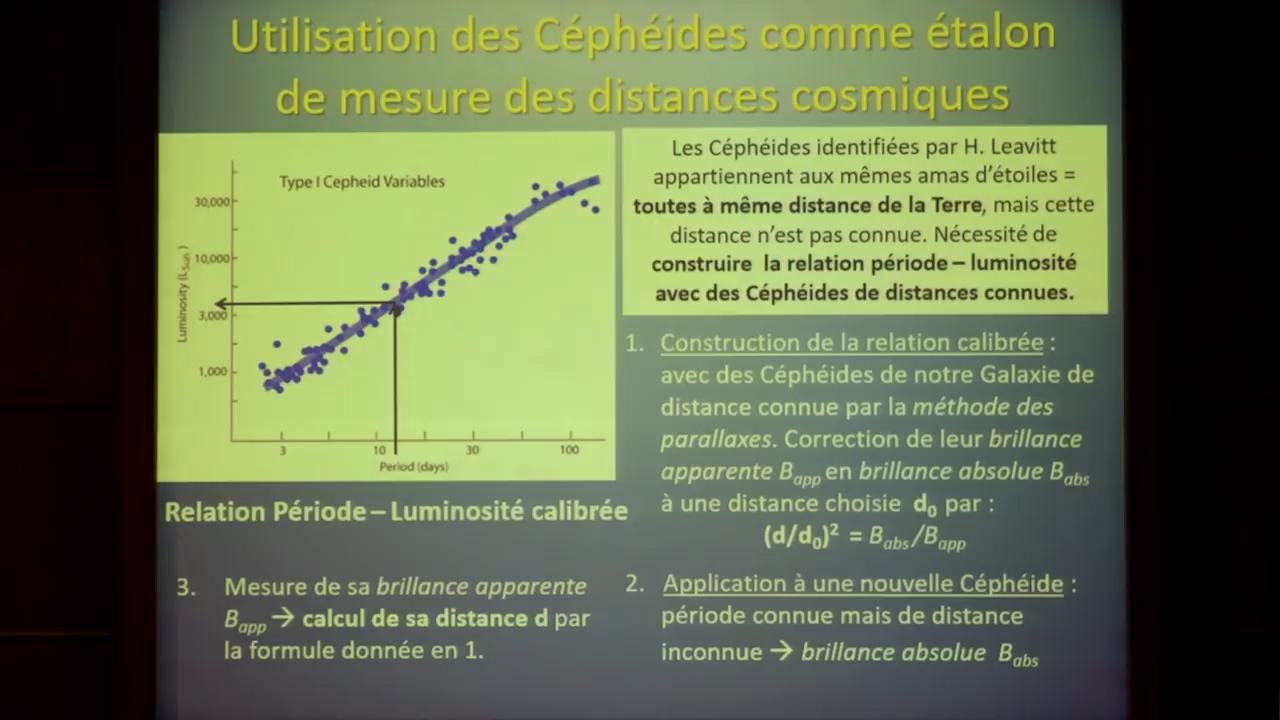 Utilisation des Céphéides comme étalon
de mesure des distances cosmiques
Type I Cepheid Variables
30,000
10,000
3,000
1,000
Luminosity (LSun)
3 10 30 100
Period (days)
Relation Période – Luminosité calibrée
Les Céphéides identifiées par H. Leavitt
appartiennent aux mêmes amas d'étoiles =
toutes à même distance de la Terre, mais cette
distance n'est pas connue. Nécessité de
construire la relation période – luminosité
avec des Céphéides de distances connues.
1. Construction de la relation calibrée :
avec des Céphéides de notre Galaxie de
distance connue par la méthode des
parallaxes. Correction de leur brillance
apparente Bapp en brillance absolue Babs
à une distance choisie d0 par :
(d/d0)² = Babs/Bapp
2. Application à une nouvelle Céphéide :
période connue mais de distance
inconnue → brillance absolue Babs
3. Mesure de sa brillance apparente
Bapp → calcul de sa distance d par
la formule donnée en 1.